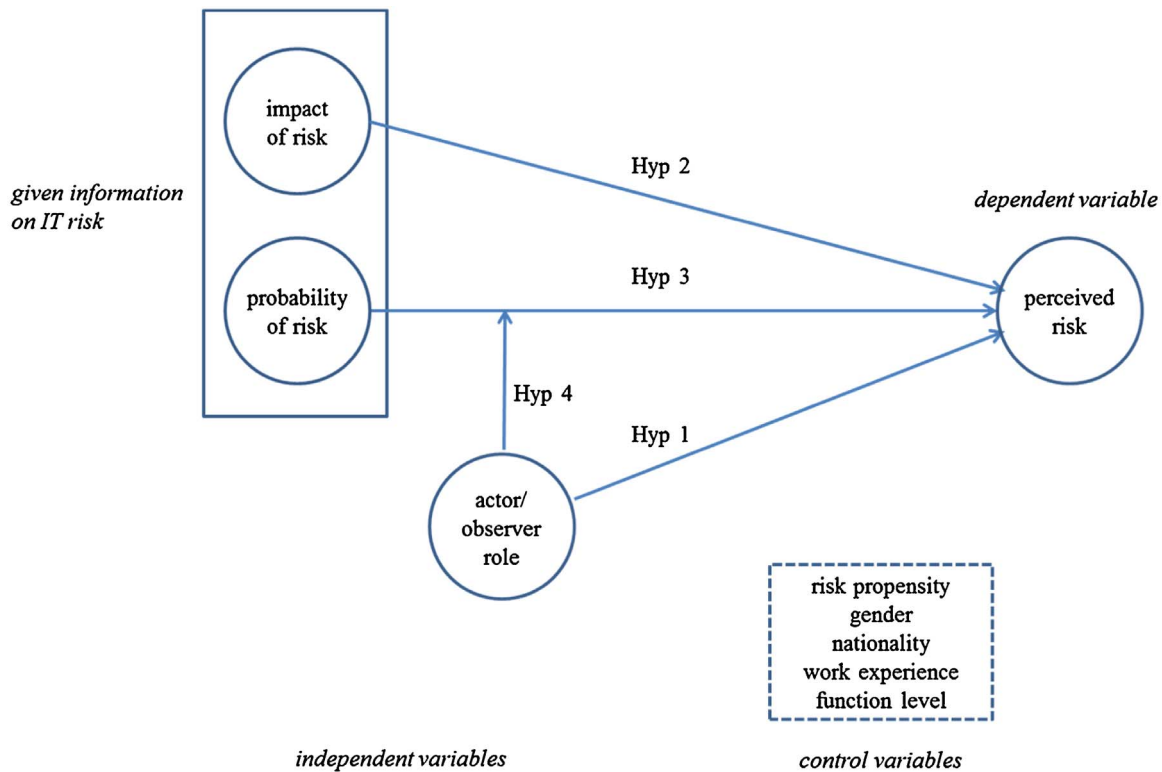 impact
of risk
Hyp 2
given information
on IT risk
dependent variable
probability
of risk
Hyp 3
perceived
risk
Hyp 4
Hyp 1
actor/
observer
role
risk propensity
gender
nationality
work experience
function level
independent variables
control variables